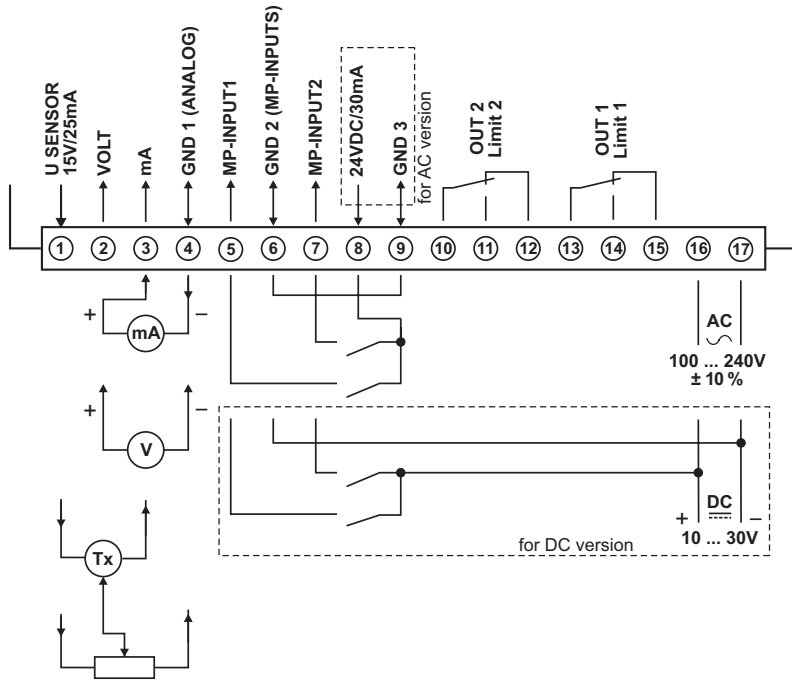 U SENSOR
15V/25mA
VOLT
mA
GND 1 (ANALOG)
MP-INPUT1
GND 2 (MP-INPUTS)
MP-INPUT2
24VDC/30mA
GND 3
for AC version
OUT 2
Limit 2
OUT 1
Limit 1
1 2 3 4 5 6 7 8 9 10 11 12 13 14 15 16 17
+ mA −
AC
100 ... 240V
± 10 %
+ V −
+ DC −
10 ... 30V
for DC version
Tx